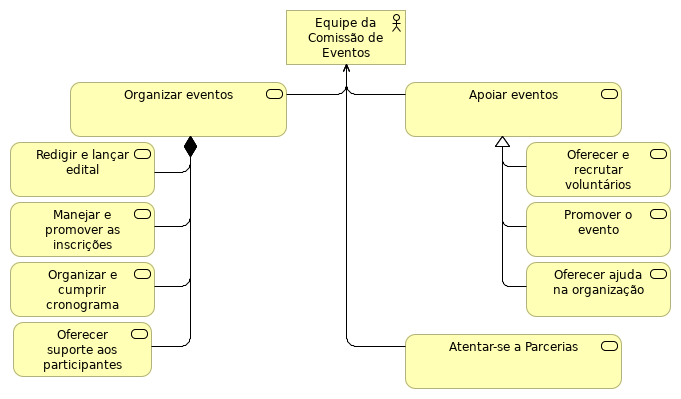 Equipe da
Comissão de
Eventos
Organizar eventos
Apoiar eventos
Redigir e lançar
edital
Manejar e
promover as
inscrições
Organizar e
cumprir
cronograma
Oferecer
suporte aos
participantes
Oferecer e
recrutar
voluntários
Promover o
evento
Oferecer ajuda
na organização
Atentar-se a Parcerias